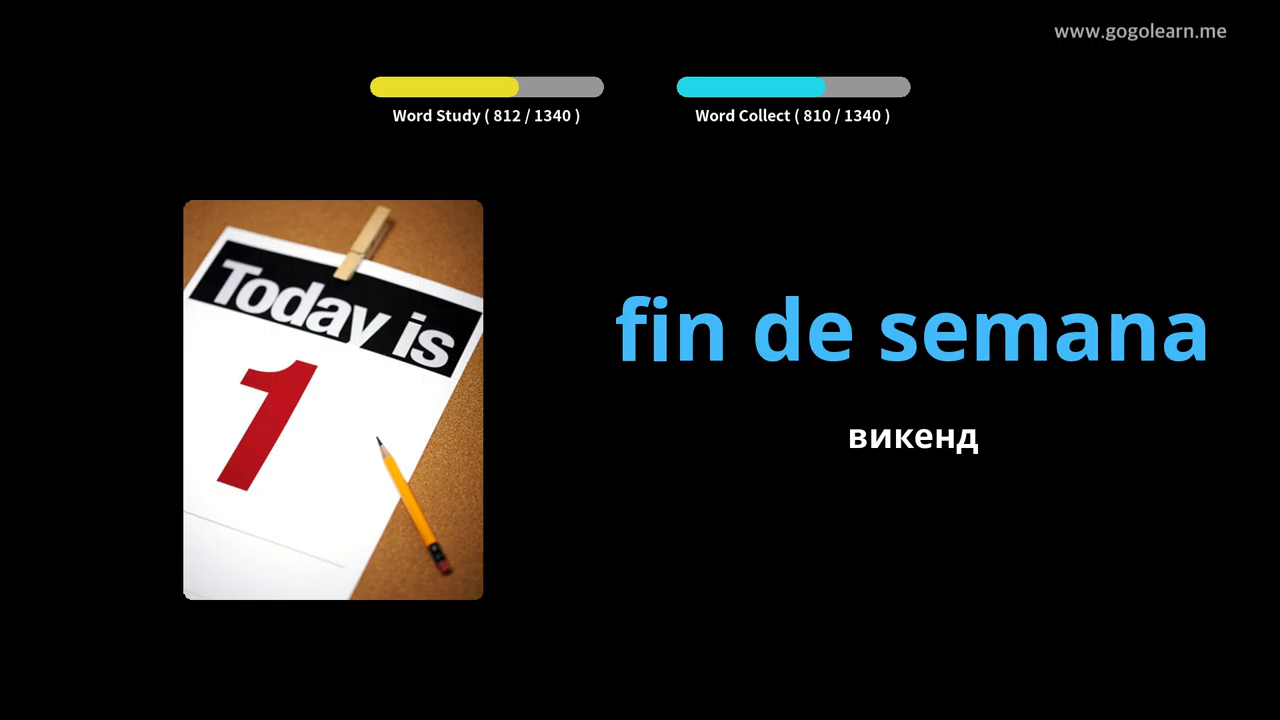 www.gogolearn.me
Word Study ( 812 / 1340 )
Word Collect ( 810 / 1340 )
Today is
1
fin de semana
викенд